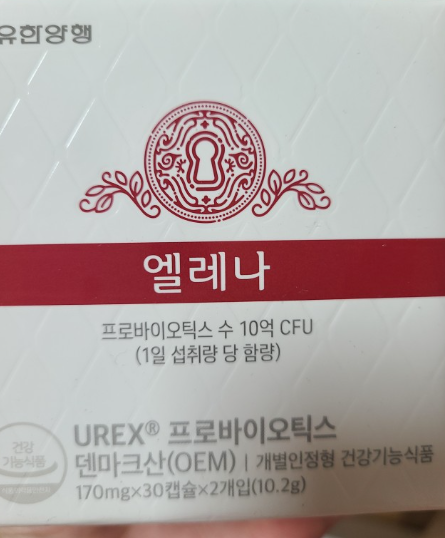 유한양행
엘레나
프로바이오틱스 수 10억 CFU
(1일 섭취량 당 함량)
건강
기능식품
UREX® 프로바이오틱스
덴마크산(OEM) | 개별인정형 건강기능식품
170mg×30캡슐×2개입(10.2g)